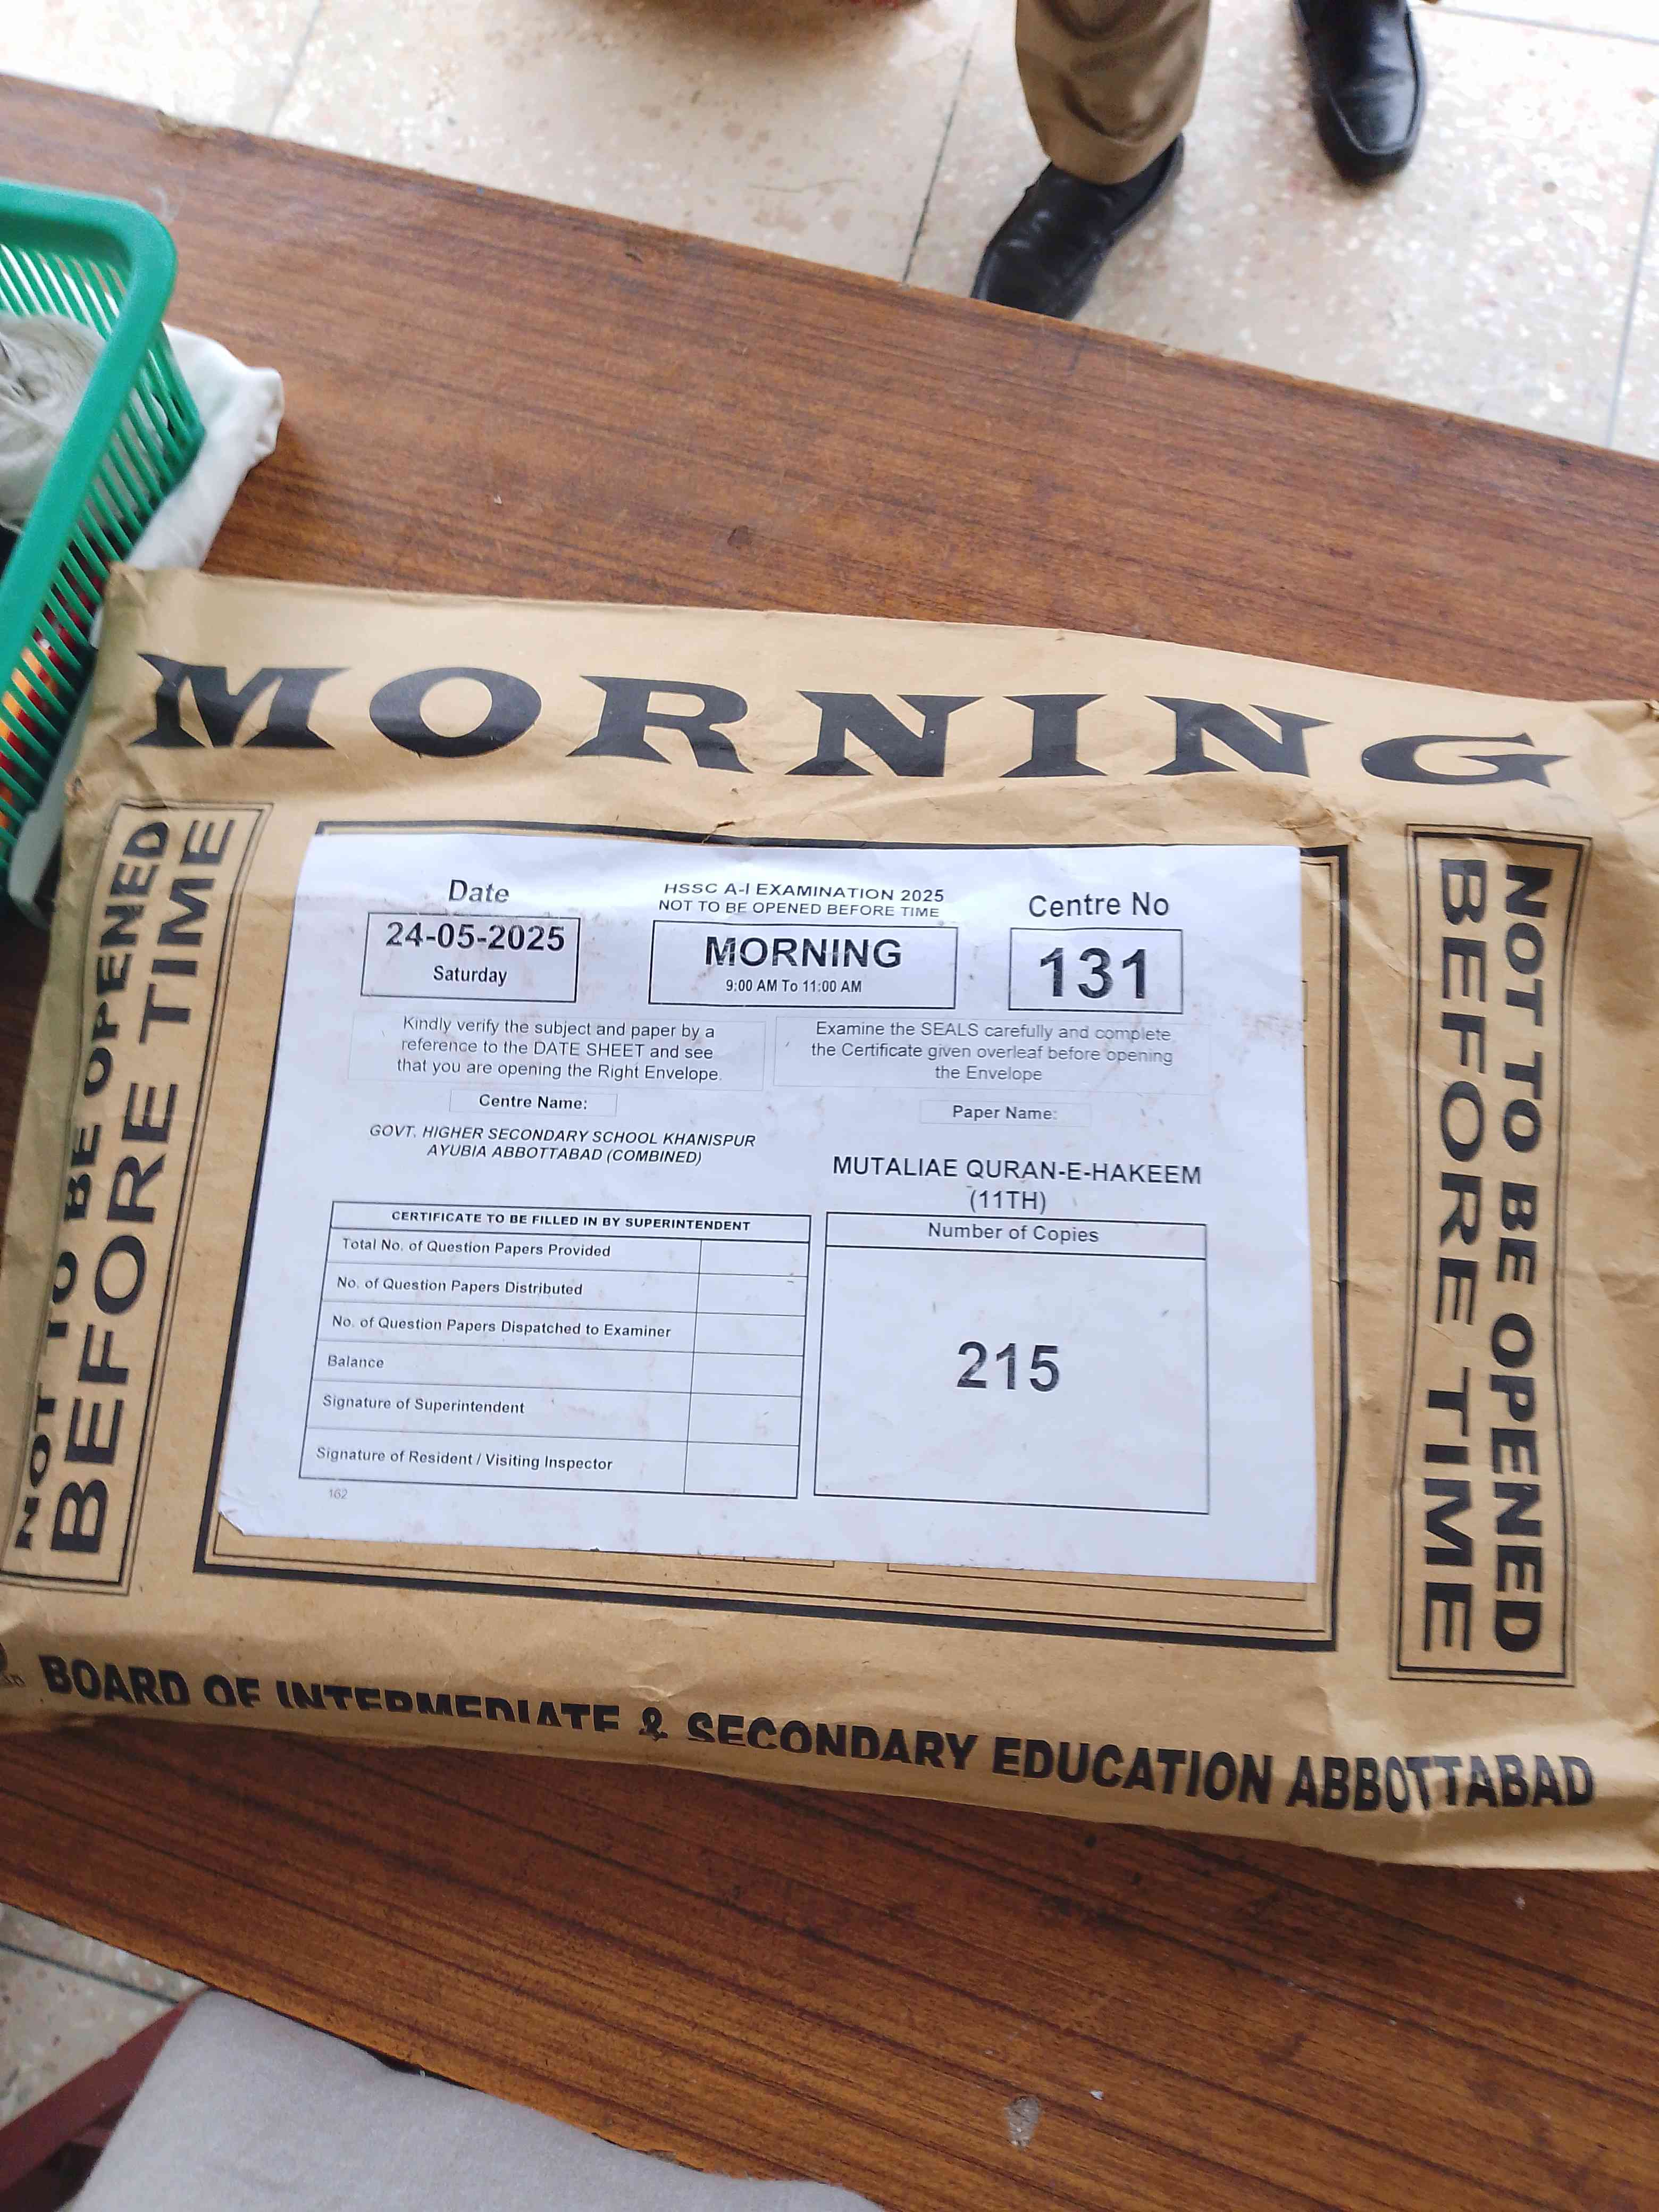 MORNING
NOT TO BE OPENED
BEFORE TIME
Date
24-05-2025
Saturday
HSSC A-I EXAMINATION 2025
NOT TO BE OPENED BEFORE TIME
MORNING
9:00 AM To 11:00 AM
Centre No
131
Kindly verify the subject and paper by a
reference to the DATE SHEET and see
that you are opening the Right Envelope.
Examine the SEALS carefully and complete
the Certificate given overleaf before opening
the Envelope
Centre Name:
GOVT. HIGHER SECONDARY SCHOOL KHANISPUR
AYUBIA ABBOTTABAD (COMBINED)
Paper Name:
MUTALIAE QURAN-E-HAKEEM
(11TH)
CERTIFICATE TO BE FILLED IN BY SUPERINTENDENT
Total No. of Question Papers Provided
No. of Question Papers Distributed
No. of Question Papers Dispatched to Examiner
Balance
Signature of Superintendent
Signature of Resident / Visiting Inspector
162
Number of Copies
215
NOT TO BE OPENED
BEFORE TIME
BOARD OF INTERMEDIATE & SECONDARY EDUCATION ABBOTTABAD